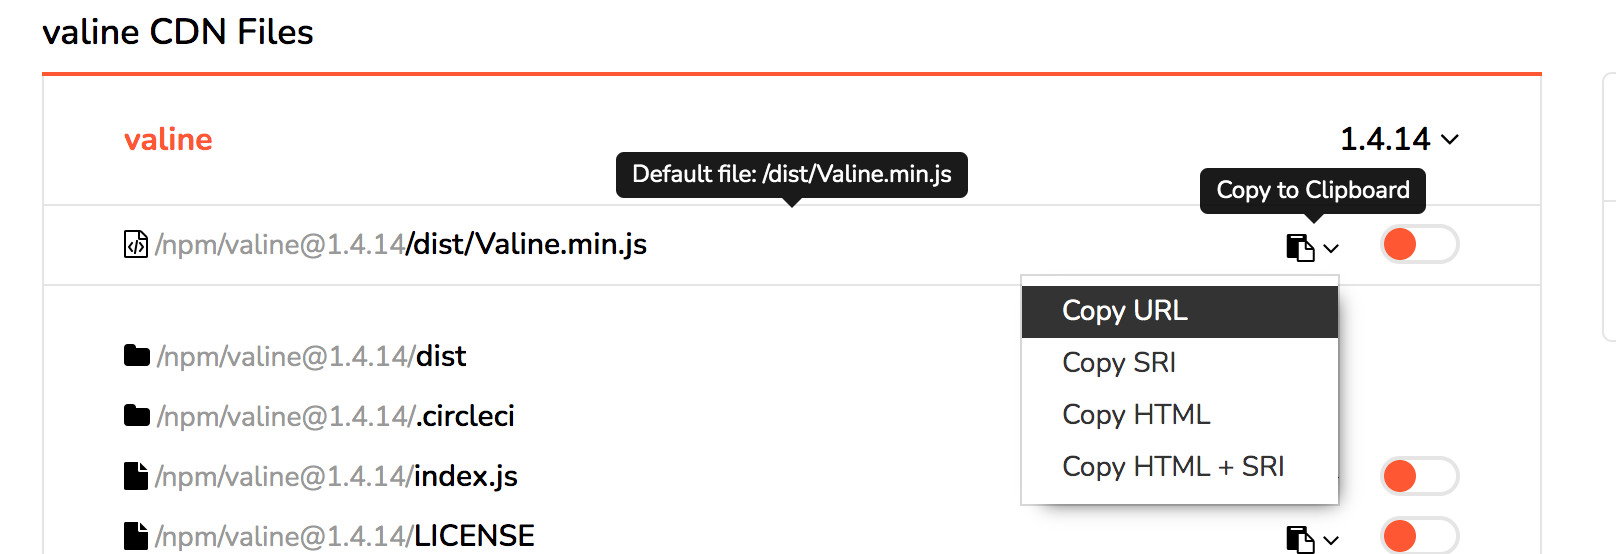 valine CDN Files
valine
1.4.14
Default file: /dist/Valine.min.js
Copy to Clipboard
/npm/valine@1.4.14/dist/Valine.min.js
Copy URL
Copy SRI
Copy HTML
Copy HTML + SRI
/npm/valine@1.4.14/dist
/npm/valine@1.4.14/.circleci
/npm/valine@1.4.14/index.js
/npm/valine@1.4.14/LICENSE